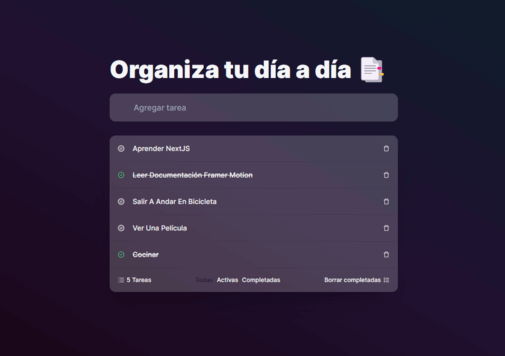 Organiza tu día a día
Agregar tarea
Aprender NextJS
Leer Documentación Framer Motion
Salir A Andar En Bicicleta
Ver Una Película
Cocinar
5 Tareas Todas Activas Completadas Borrar completadas